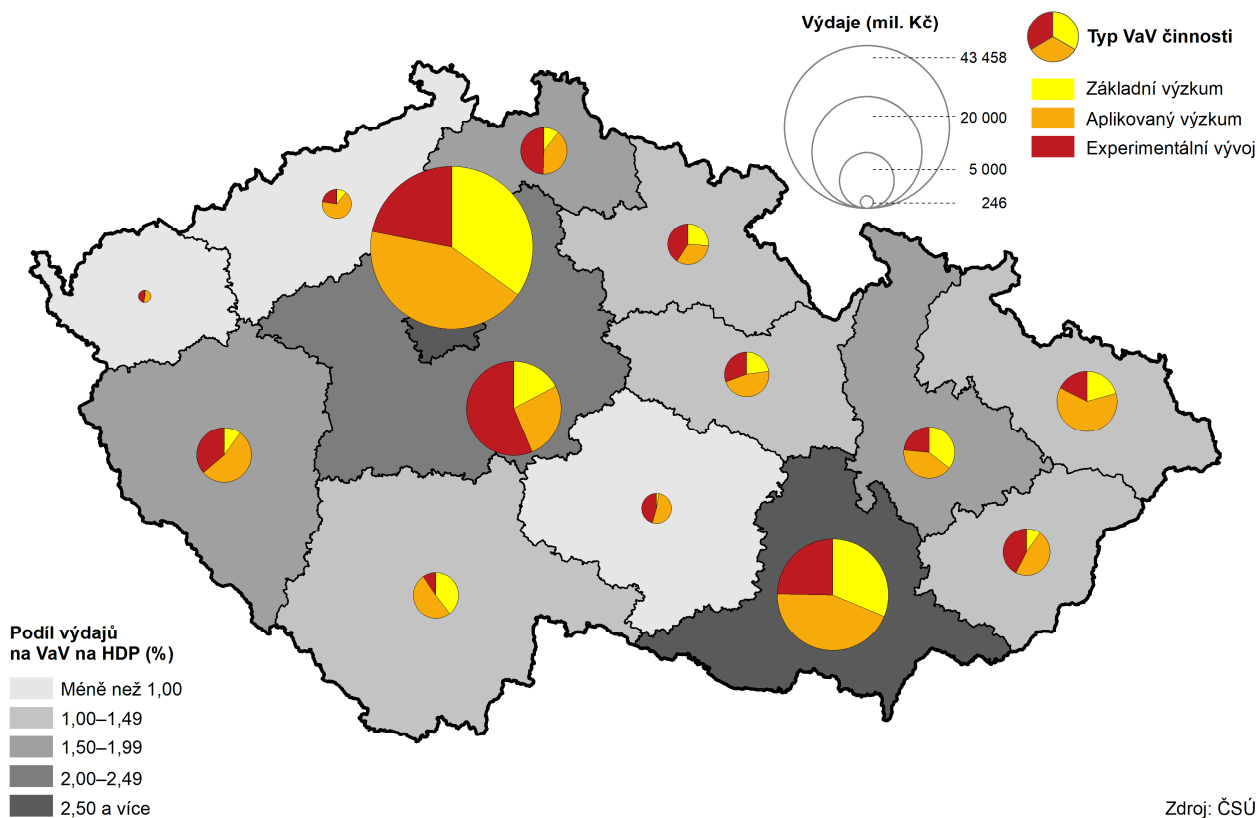 Výdaje (mil. Kč)
43 458
20 000
5 000
246
Typ VaV činnosti
Základní výzkum
Aplikovaný výzkum
Experimentální vývoj
Podíl výdajů
na VaV na HDP (%)
Méně než 1,00
1,00–1,49
1,50–1,99
2,00–2,49
2,50 a více
Zdroj: ČSÚ